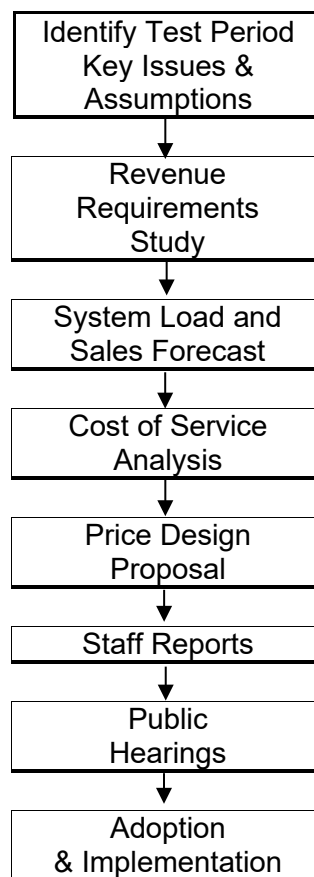 Identify Test Period
Key Issues &
Assumptions
Revenue
Requirements
Study
System Load and
Sales Forecast
Cost of Service
Analysis
Price Design
Proposal
Staff Reports
Public
Hearings
Adoption
& Implementation